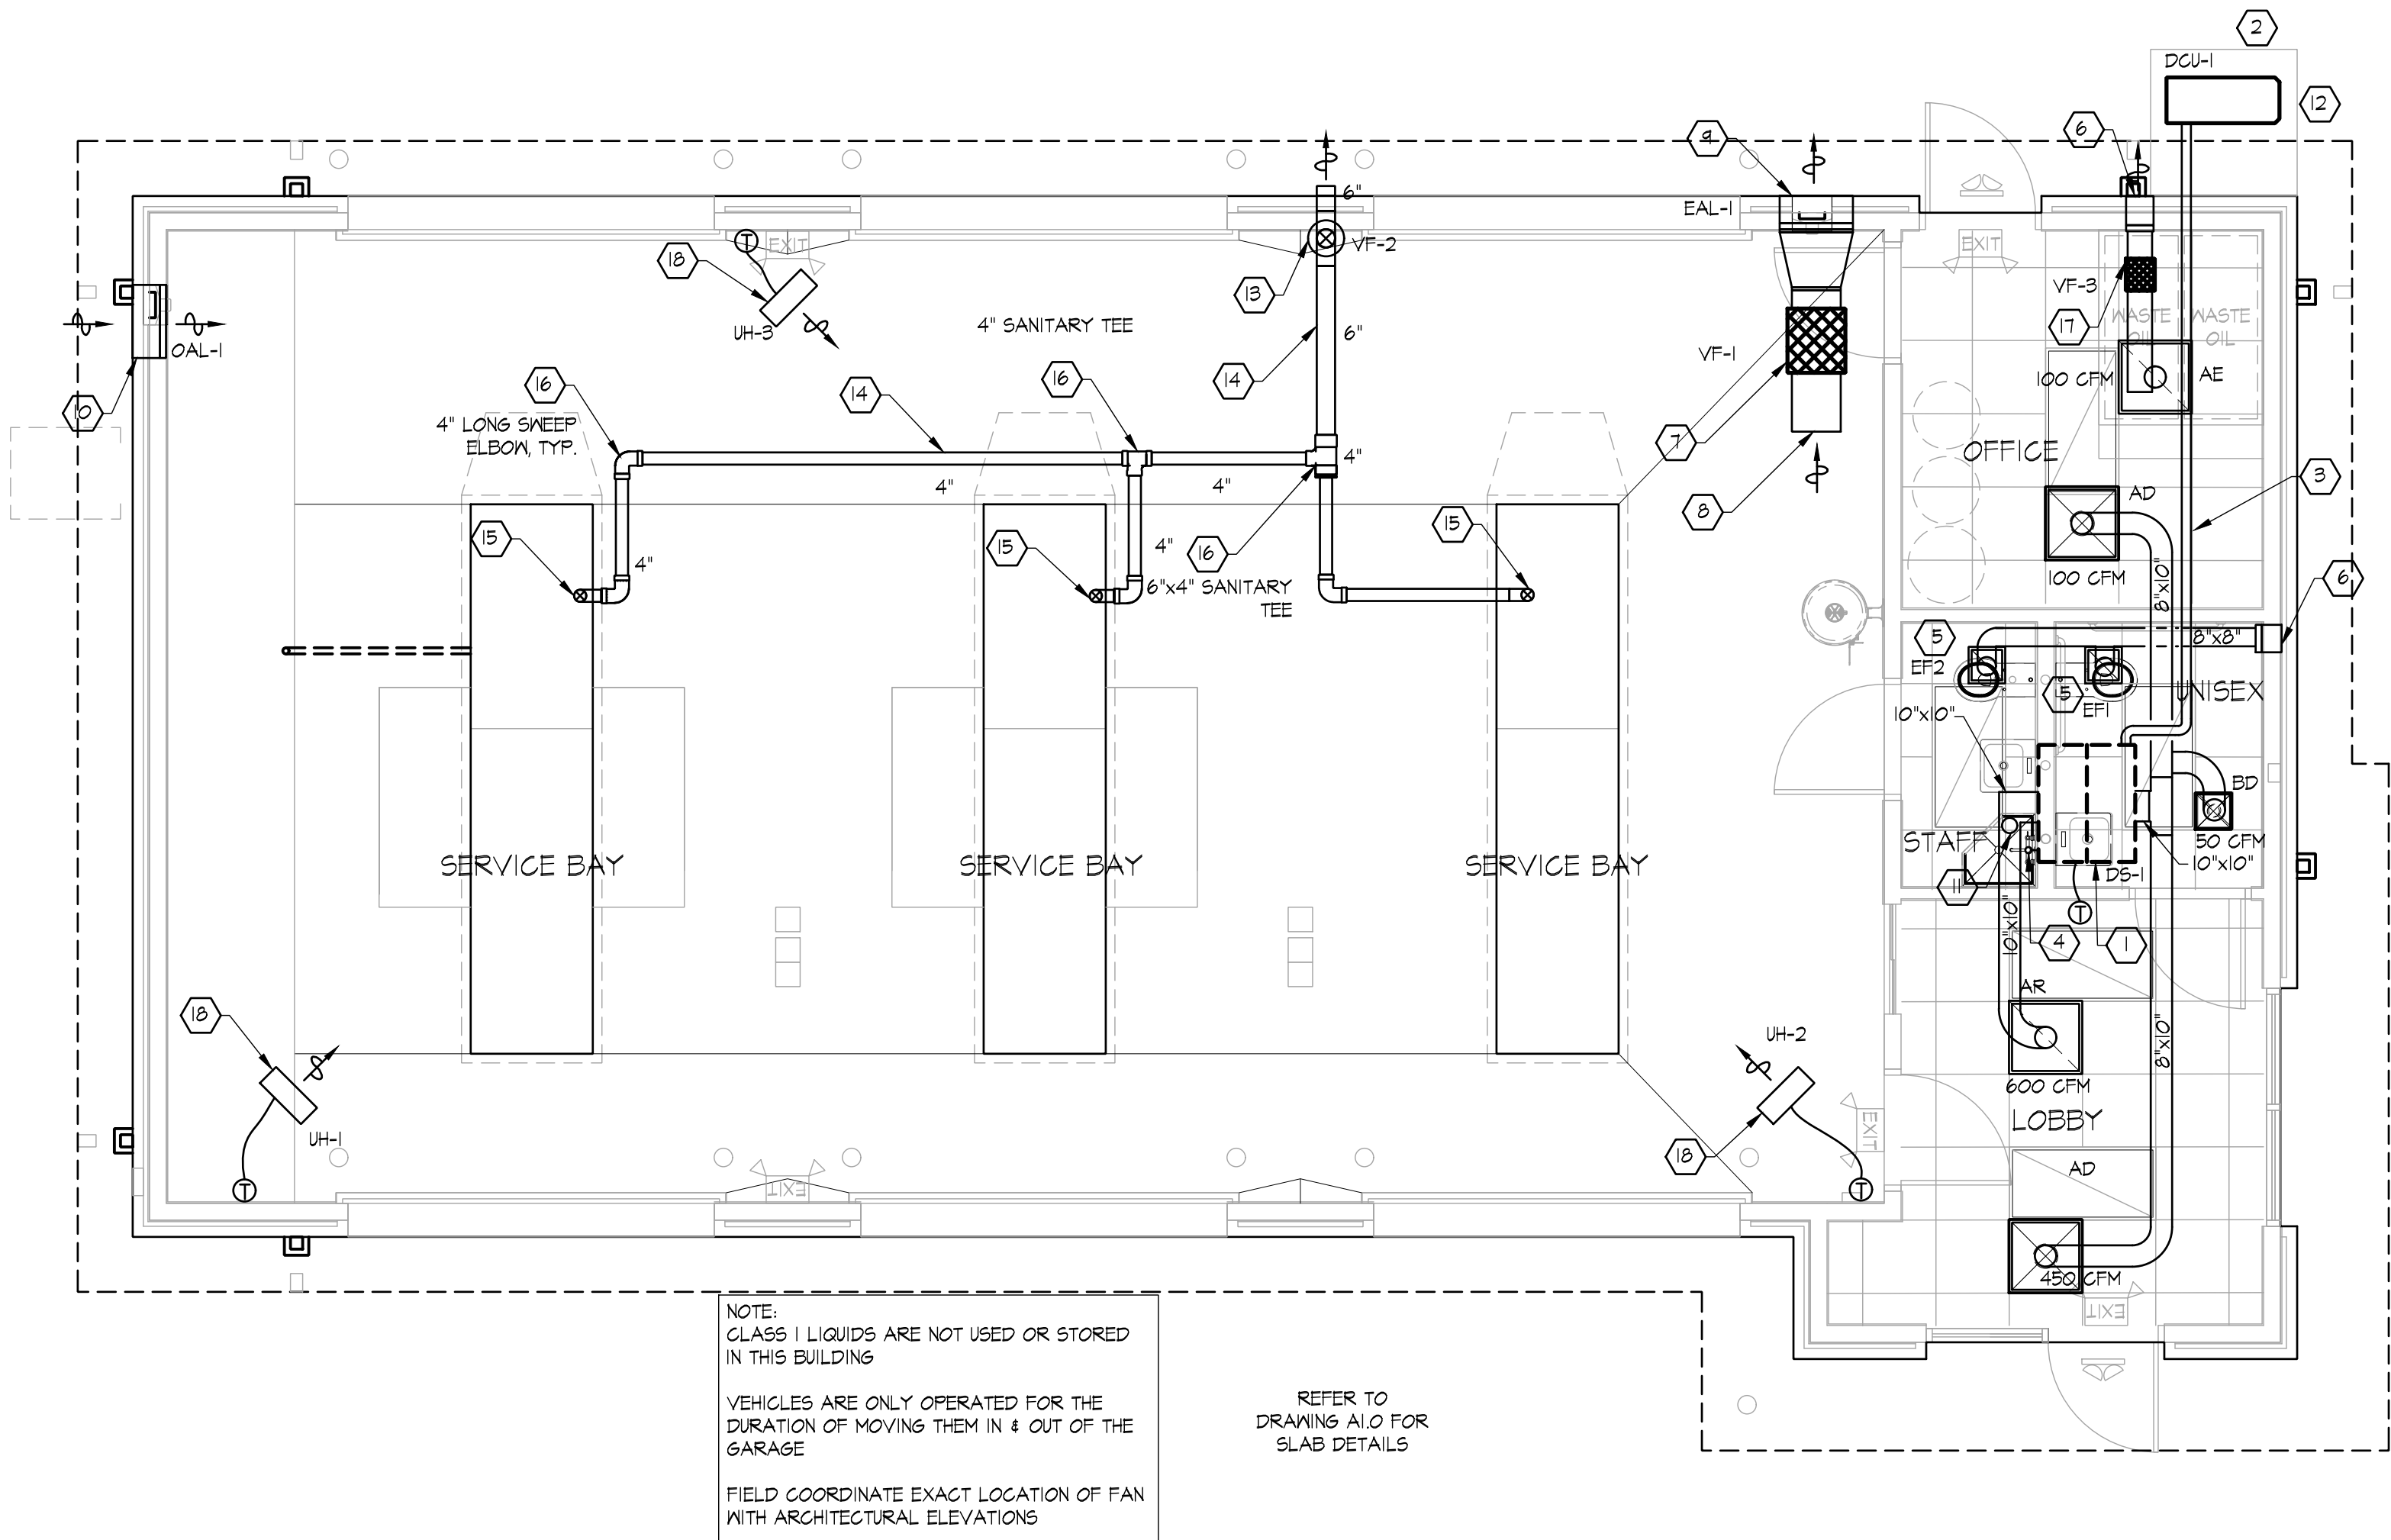 2
DCU-1
12
6
9
6"
EAL-1
T
EXIT
VF-2
EXIT
18
13
VF-3
UH-3
4" SANITARY TEE
6"
17
WASTE
OIL
WASTE
OIL
OAL-1
VF-1
10
16
14
16
14
100 CFM
AE
4" LONG SWEEP
ELBOW, TYP.
7
4"
OFFICE
3
4"
4"
AD
8
15
15
15
4"
4"
16
100 CFM
8"x10"
6"x4" SANITARY
TEE
6
5
8"x8"
EF2
5
EF1
UNISEX
10"x10"
BD
STAFF
50 CFM
10"x10"
SERVICE BAY
SERVICE BAY
SERVICE BAY
DS-1
11
T
10"x10"
4
1
AR
18
UH-2
8"x10"
600 CFM
LOBBY
UH-1
EXIT
18
AD
T
EXIT
T
450 CFM
EXIT
NOTE:
CLASS 1 LIQUIDS ARE NOT USED OR STORED
IN THIS BUILDING
VEHICLES ARE ONLY OPERATED FOR THE
DURATION OF MOVING THEM IN & OUT OF THE
GARAGE
FIELD COORDINATE EXACT LOCATION OF FAN
WITH ARCHITECTURAL ELEVATIONS
REFER TO
DRAWING A1.0 FOR
SLAB DETAILS